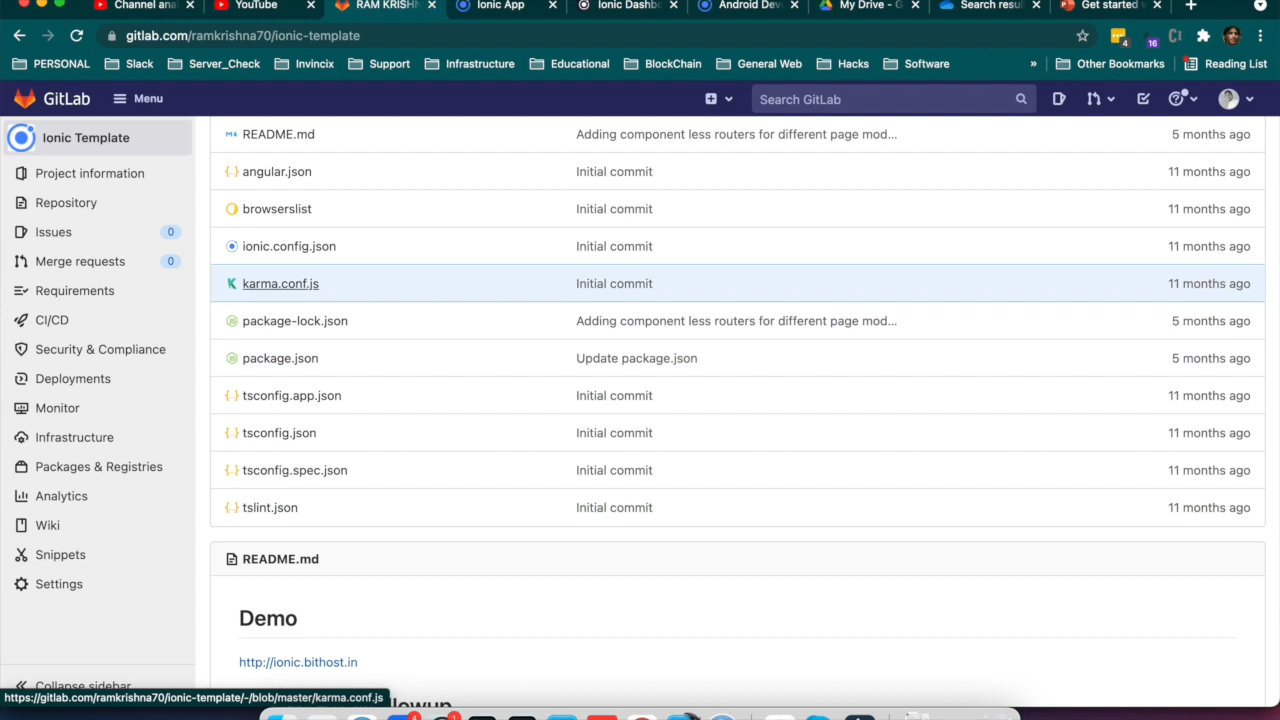 Channel anal
YouTube
RAM KRISHN
Ionic App
Ionic Dashb
Android Dev
My Drive - G
Search resul
Get started v
gitlab.com/ramkrishna70/ionic-template
4
16
PERSONAL
Slack
Server_Check
Invincix
Support
Infrastructure
Educational
BlockChain
General Web
Hacks
Software
»
Other Bookmarks
Reading List
GitLab
Menu
Search GitLab
Ionic Template
Project information
Repository
Issues 0
Merge requests 0
Requirements
CI/CD
Security & Compliance
Deployments
Monitor
Infrastructure
Packages & Registries
Analytics
Wiki
Snippets
Settings
Collapse sidebar
README.md Adding component less routers for different page mod... 5 months ago
angular.json Initial commit 11 months ago
browserslist Initial commit 11 months ago
ionic.config.json Initial commit 11 months ago
karma.conf.js Initial commit 11 months ago
package-lock.json Adding component less routers for different page mod... 5 months ago
package.json Update package.json 5 months ago
tsconfig.app.json Initial commit 11 months ago
tsconfig.json Initial commit 11 months ago
tsconfig.spec.json Initial commit 11 months ago
tslint.json Initial commit 11 months ago
README.md
Demo
http://ionic.bithost.in
https://gitlab.com/ramkrishna70/ionic-template/-/blob/master/karma.conf.js